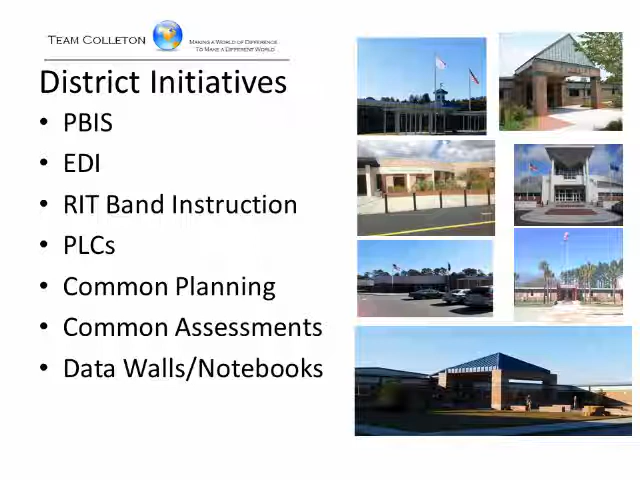 TEAM COLLETON
MAKING A WORLD OF DIFFERENCE
TO MAKE A DIFFERENT WORLD
District Initiatives
• PBIS
• EDI
• RIT Band Instruction
• PLCs
• Common Planning
• Common Assessments
• Data Walls/Notebooks